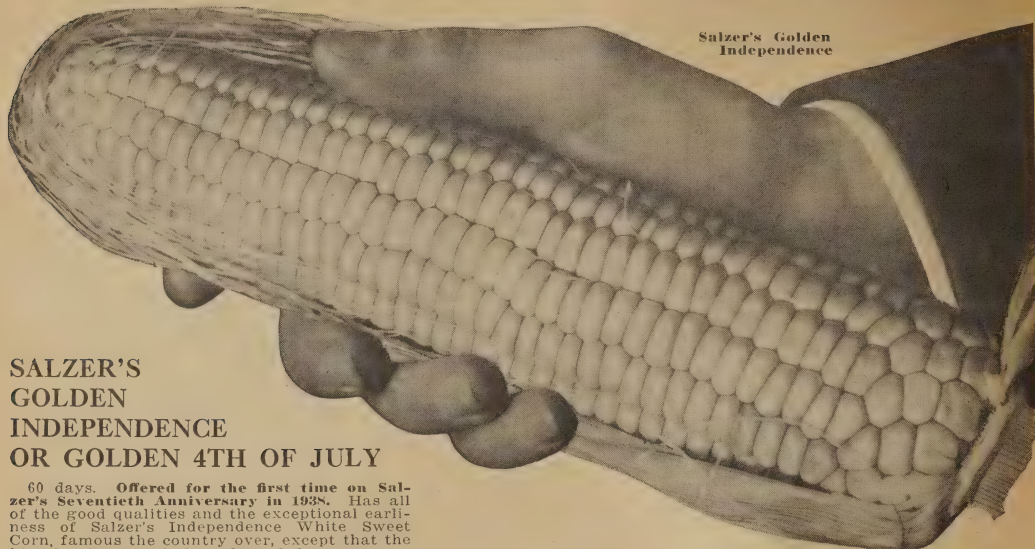 Salzer's Golden
Independence
SALZER'S
GOLDEN
INDEPENDENCE
OR GOLDEN 4TH OF JULY
60 days. Offered for the first time on Sal-
zer's Seventieth Anniversary in 1938. Has all
of the good qualities and the exceptional earli-
ness of Salzer's Independence White Sweet
Corn, famous the country over, except that the